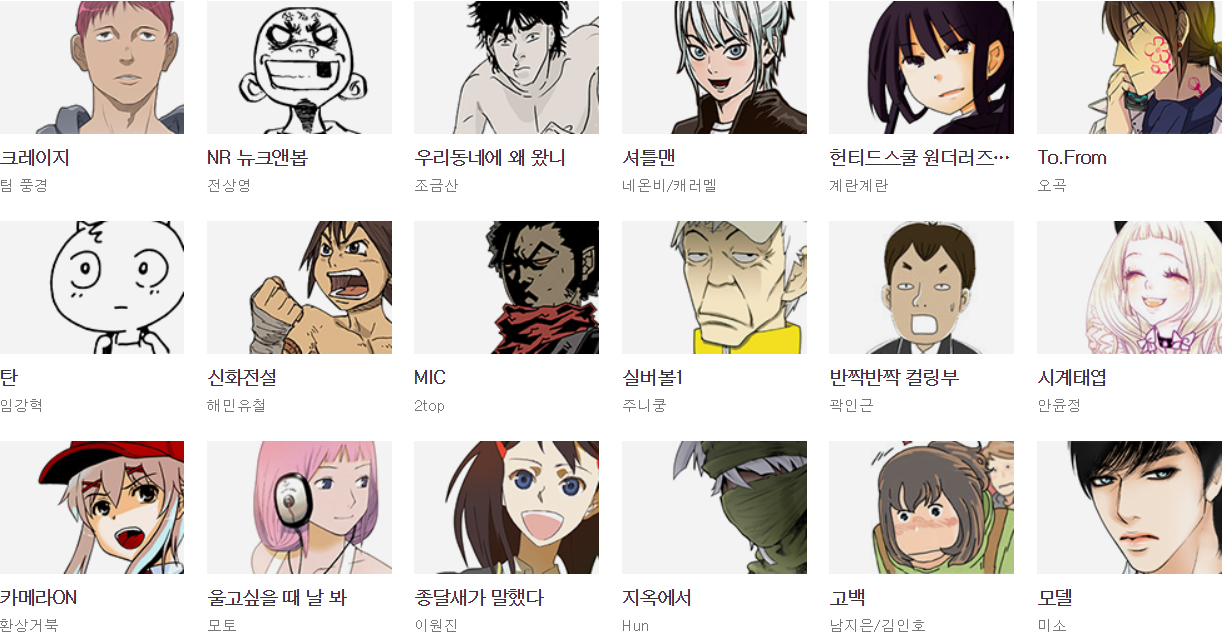 크레이지
팀 풍경
NR 뉴크앤봄
전상영
우리동네에 왜 왔니
조금산
셔틀맨
네온비/캐러멜
헌티드스쿨 원더러즈…
계란계란
To.From
오곡
탄
임강혁
신화전설
해민유철
MIC
2top
실버볼1
주니쿵
반짝반짝 컬링부
곽인근
시계태엽
안윤정
카메라ON
환상거북
울고싶을 때 날 봐
모토
종달새가 말했다
이원진
지옥에서
Hun
고백
남지은/김인호
모델
미소